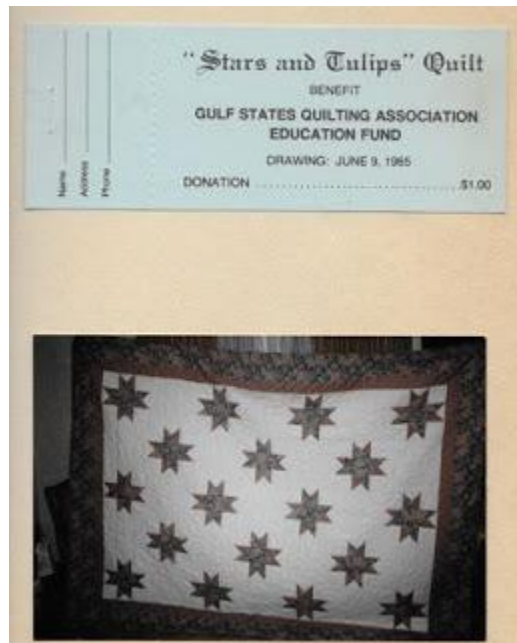 "Stars and Tulips" Quilt
BENEFIT
GULF STATES QUILTING ASSOCIATION
EDUCATION FUND
DRAWING: JUNE 9, 1985
DONATION ........................................ $1.00
Name
Address
Phone